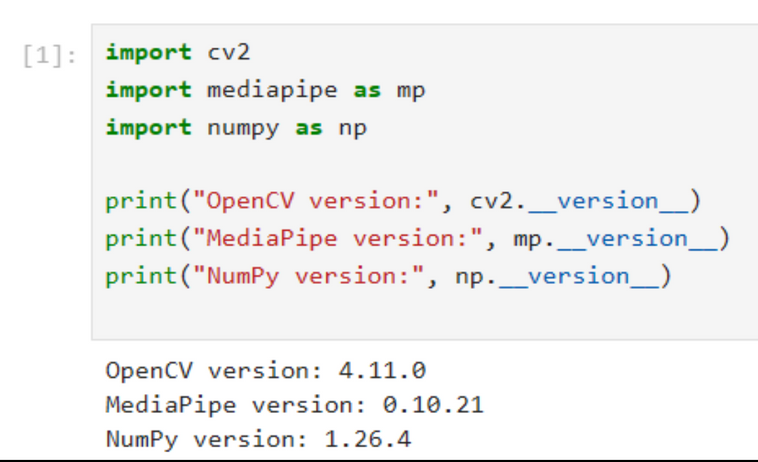 [1]: import cv2
import mediapipe as mp
import numpy as np
print("OpenCV version:", cv2.__version__)
print("MediaPipe version:", mp.__version__)
print("NumPy version:", np.__version__)
OpenCV version: 4.11.0
MediaPipe version: 0.10.21
NumPy version: 1.26.4